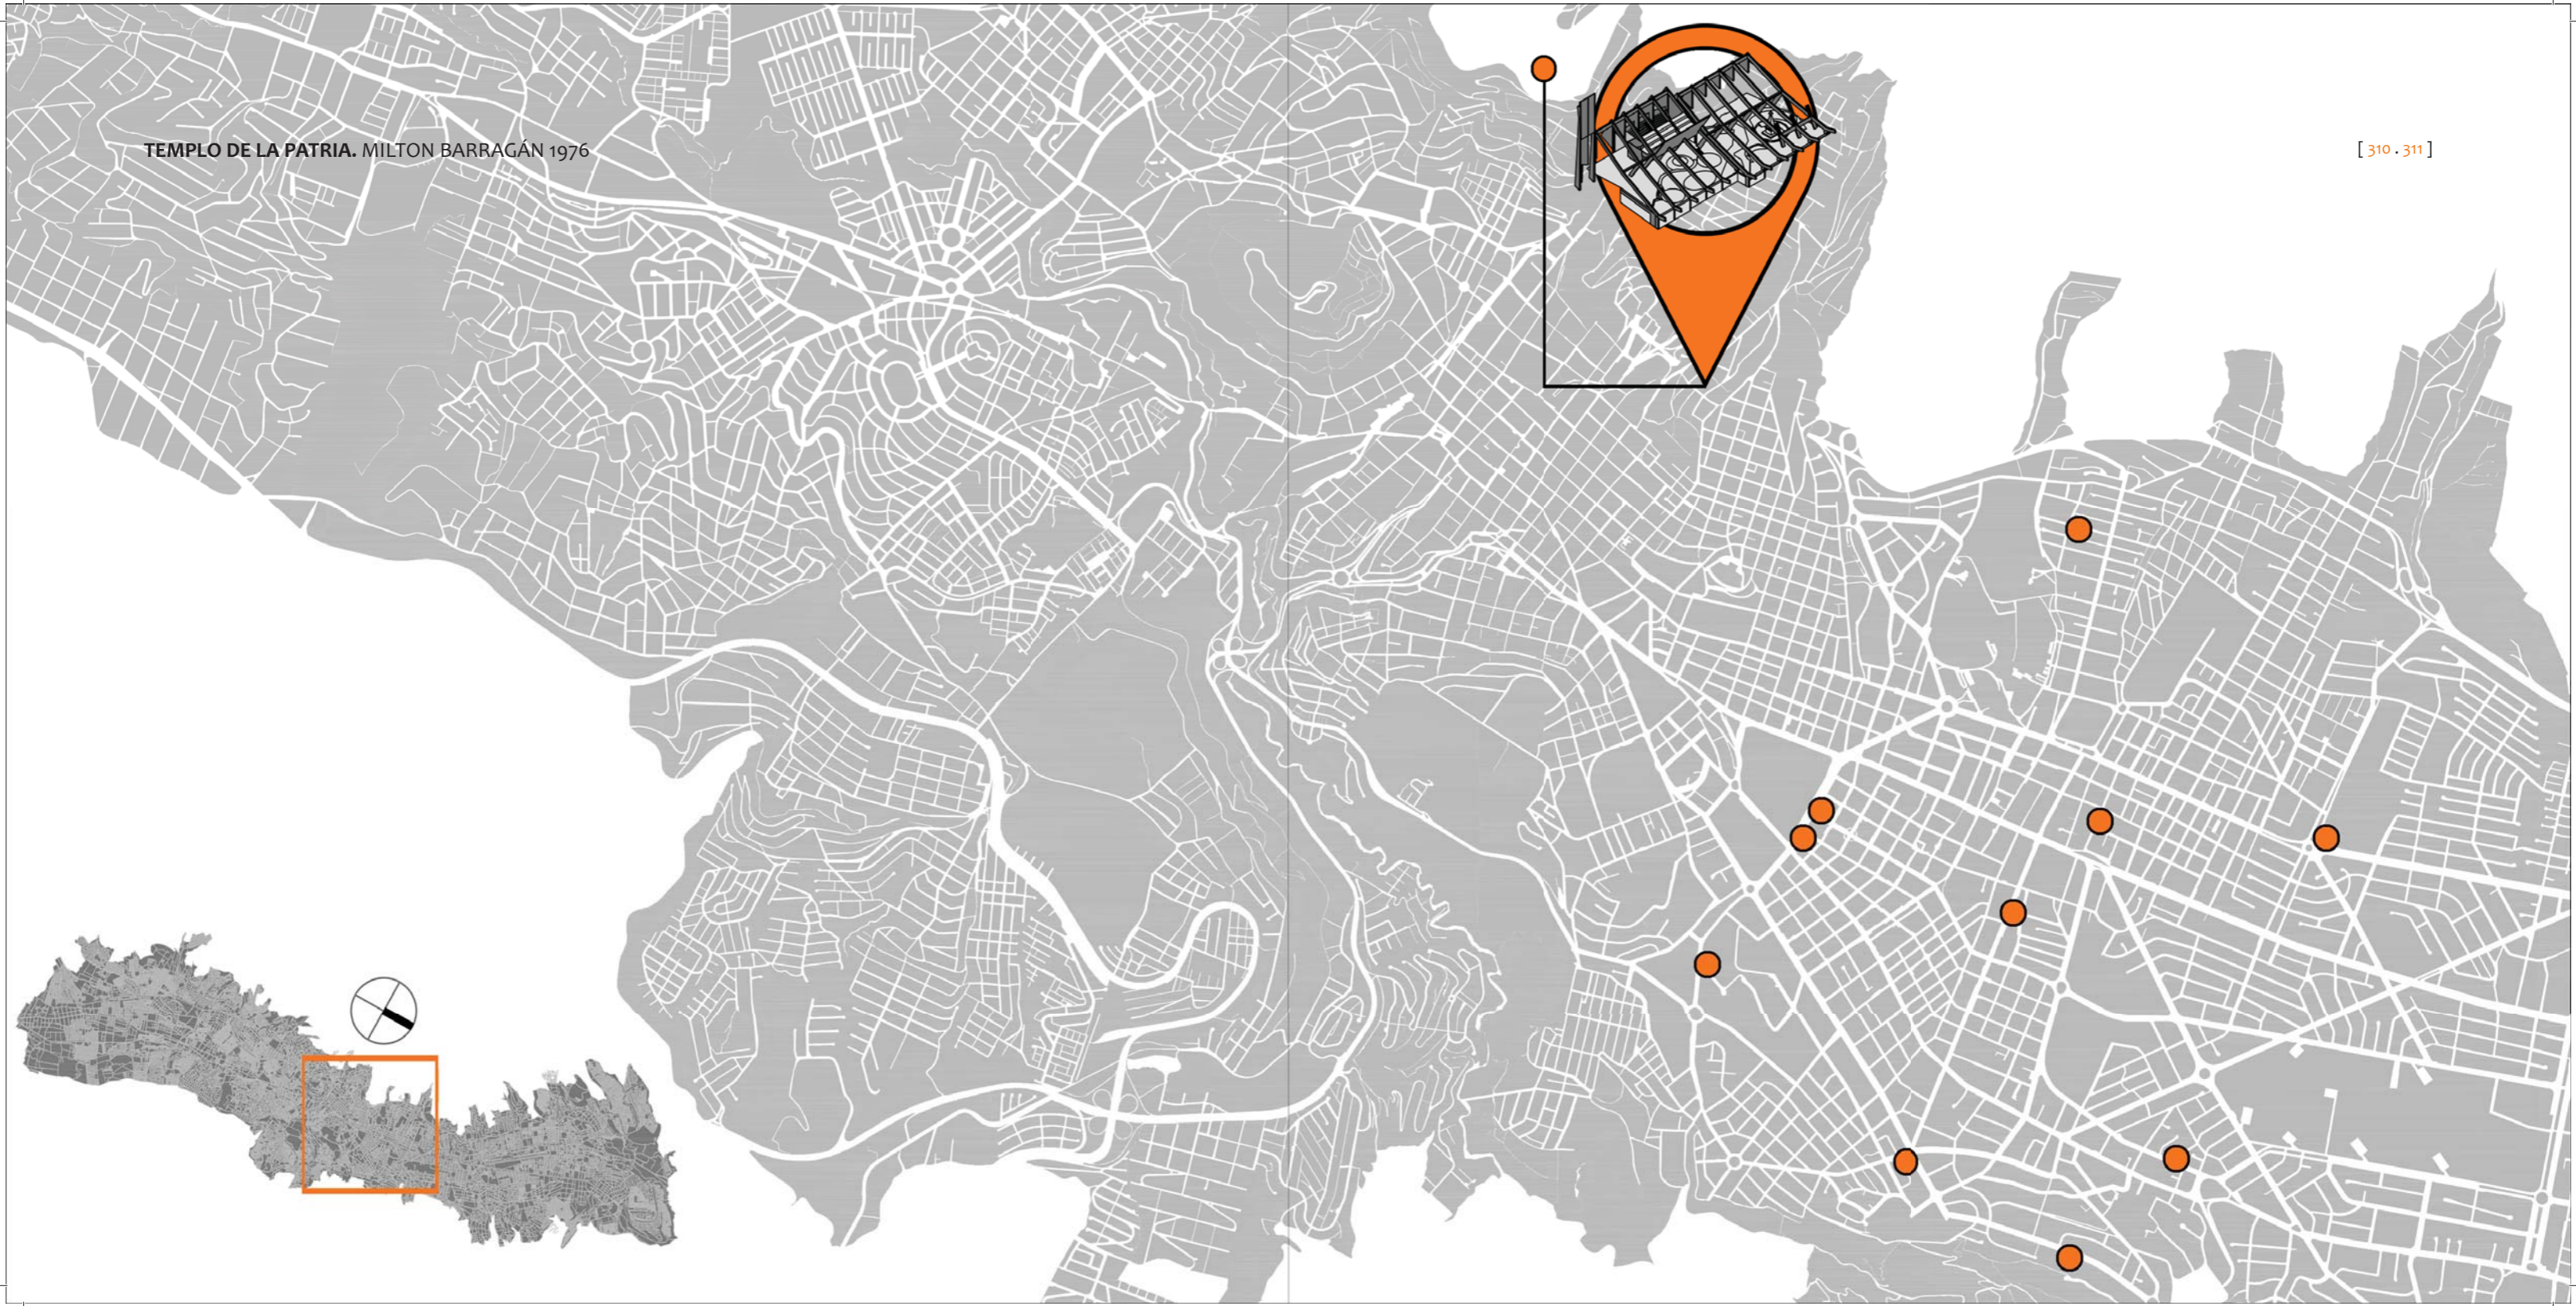 TEMPLO DE LA PATRIA. MILTON BARRAGÁN 1976
[ 310 . 311 ]